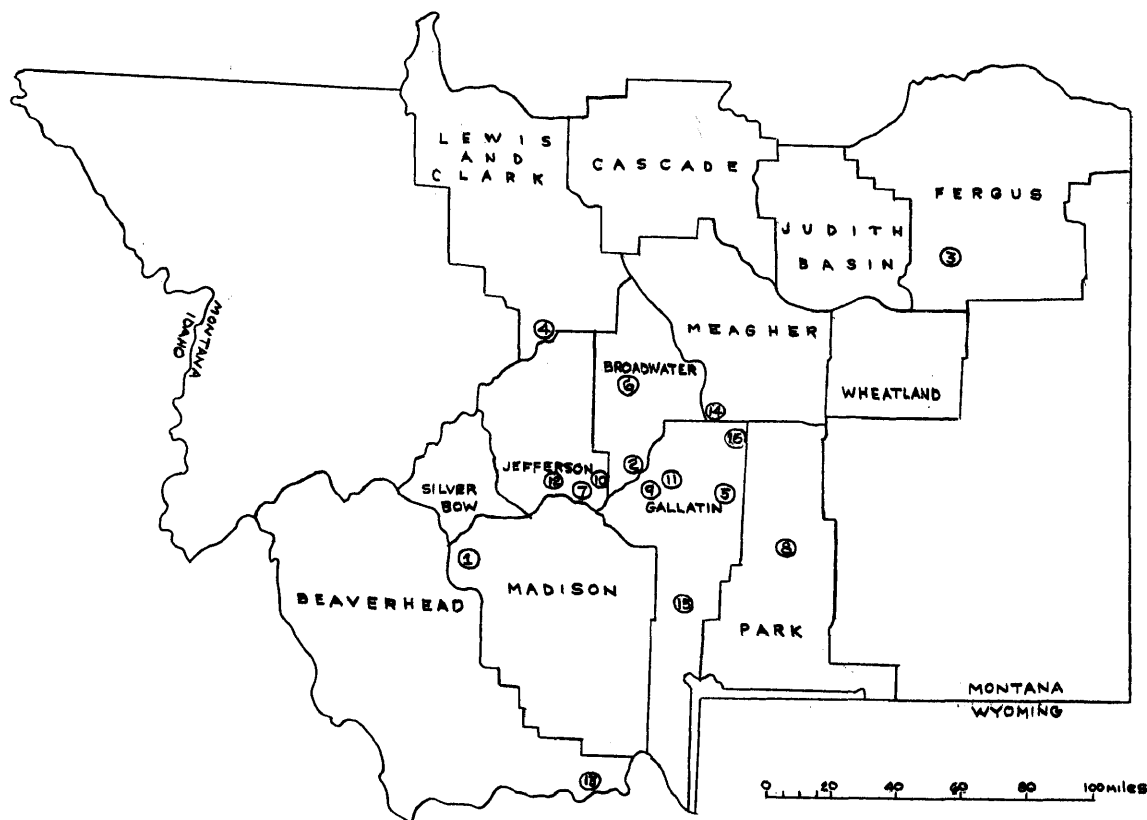 LEWIS
AND
CLARK
CASCADE
FERGUS
JUDITH
BASIN
3
MONTANA
IDAHO
4
MEAGHER
BROADWATER
6
WHEATLAND
14
15
2
JEFFERSON
12
7
10
9
11
5
GALLATIN
SILVER
BOW
1
8
BEAVERHEAD
MADISON
PARK
MONTANA
WYOMING
0 20 40 60 80 100 MILES